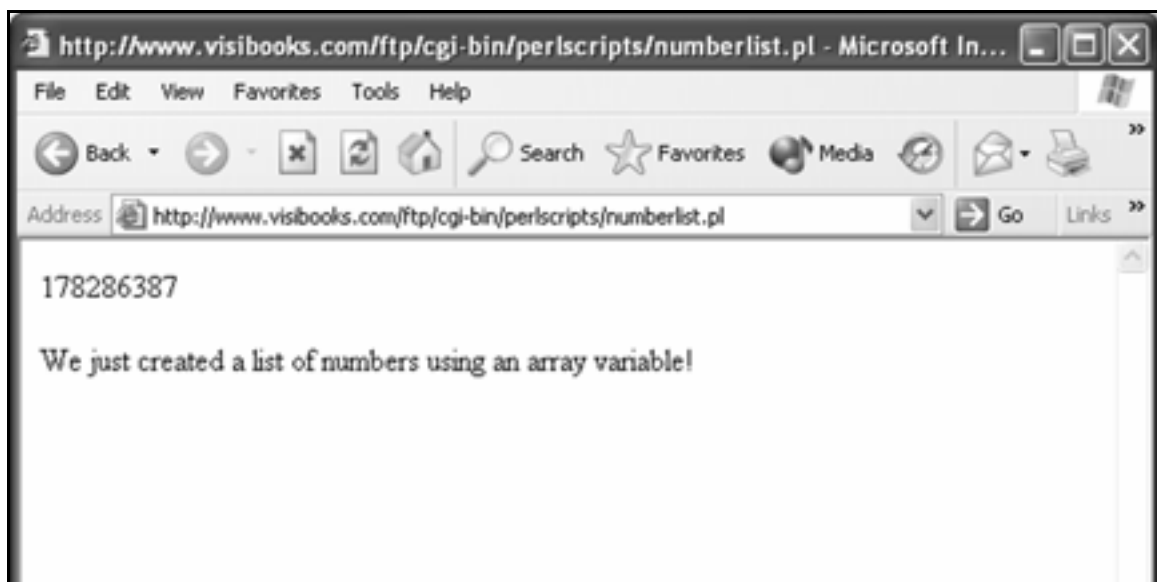 http://www.visibooks.com/ftp/cgi-bin/perlscripts/numberlist.pl - Microsoft In...
File Edit View Favorites Tools Help
Back Search Favorites Media »
Address http://www.visibooks.com/ftp/cgi-bin/perlscripts/numberlist.pl Go Links »
178286387
We just created a list of numbers using an array variable!